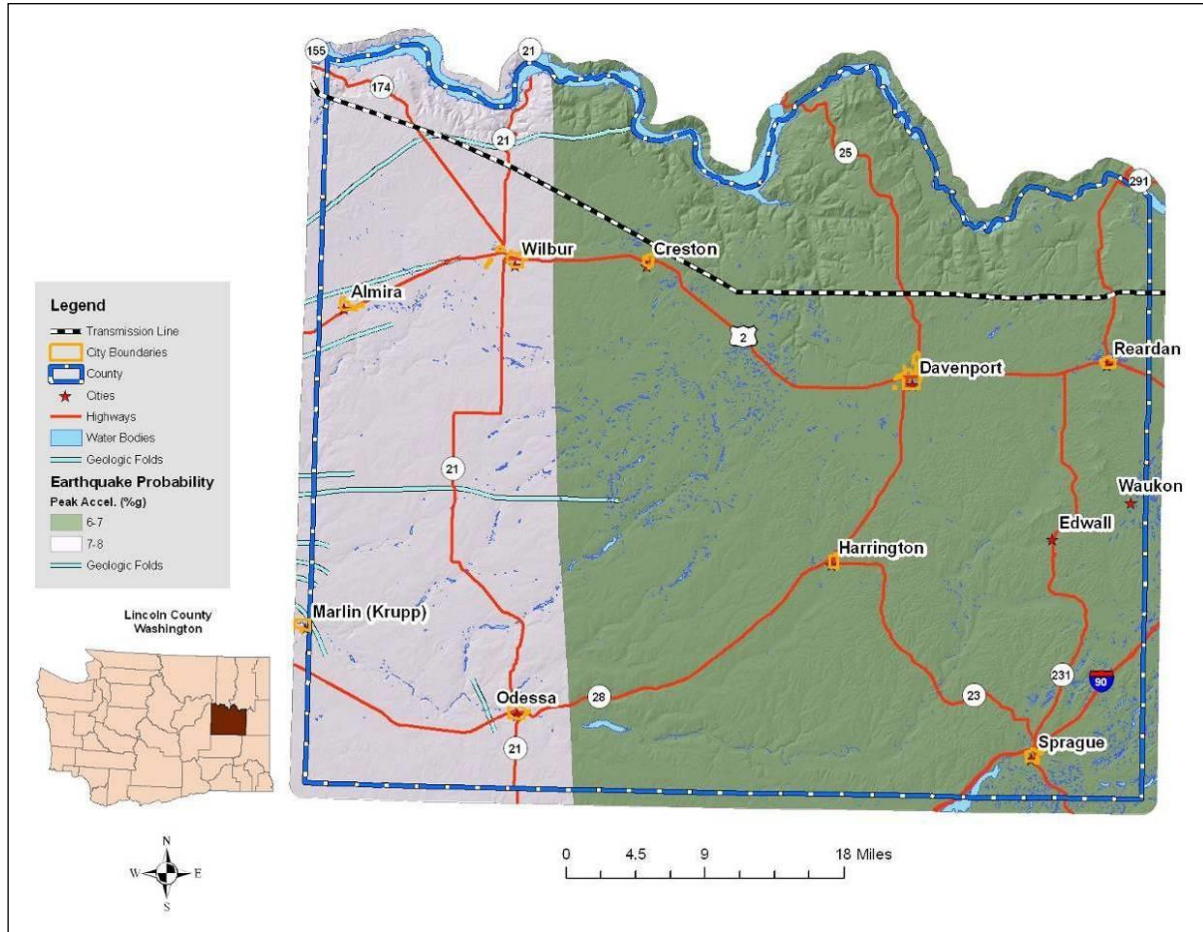 155
21
174
21
25
291
Wilbur
Creston
Almira
2
Davenport
Reardan
21
Waukon
Edwall
Harrington
Marlin (Krupp)
Odessa
28
23
231
90
21
Sprague
Legend
Transmission Line
City Boundaries
County
Cities
Highways
Water Bodies
Geologic Folds
Earthquake Probability
Peak Accel. (%g)
6-7
7-8
Geologic Folds
Lincoln County
Washington
N
W E
S
0 4.5 9 18 Miles